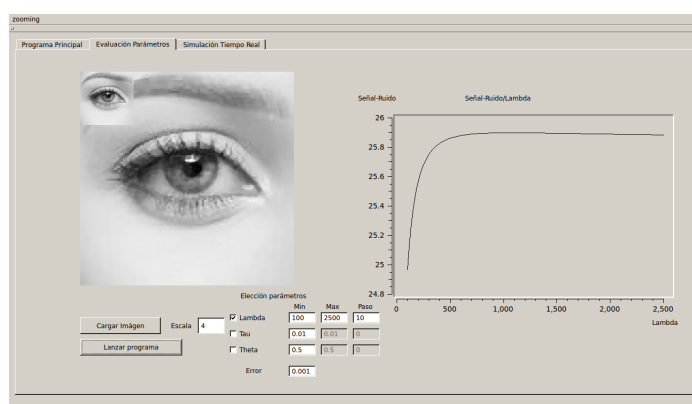 zooming
Programa Principal
Evaluación Parámetros
Simulación Tiempo Real
Señal-Ruido
Señal-Ruido/Lambda
26
25.8
25.6
25.4
25.2
25
24.8
0 500 1,000 1,500 2,000 2,500
Lambda
Elección parámetros
Min Max Paso
Cargar Imágen
Escala 4
Lambda 100 2500 10
Tau 0.01 0.01 0
Lanzar programa
Theta 0.5 0.5 0
Error 0.001